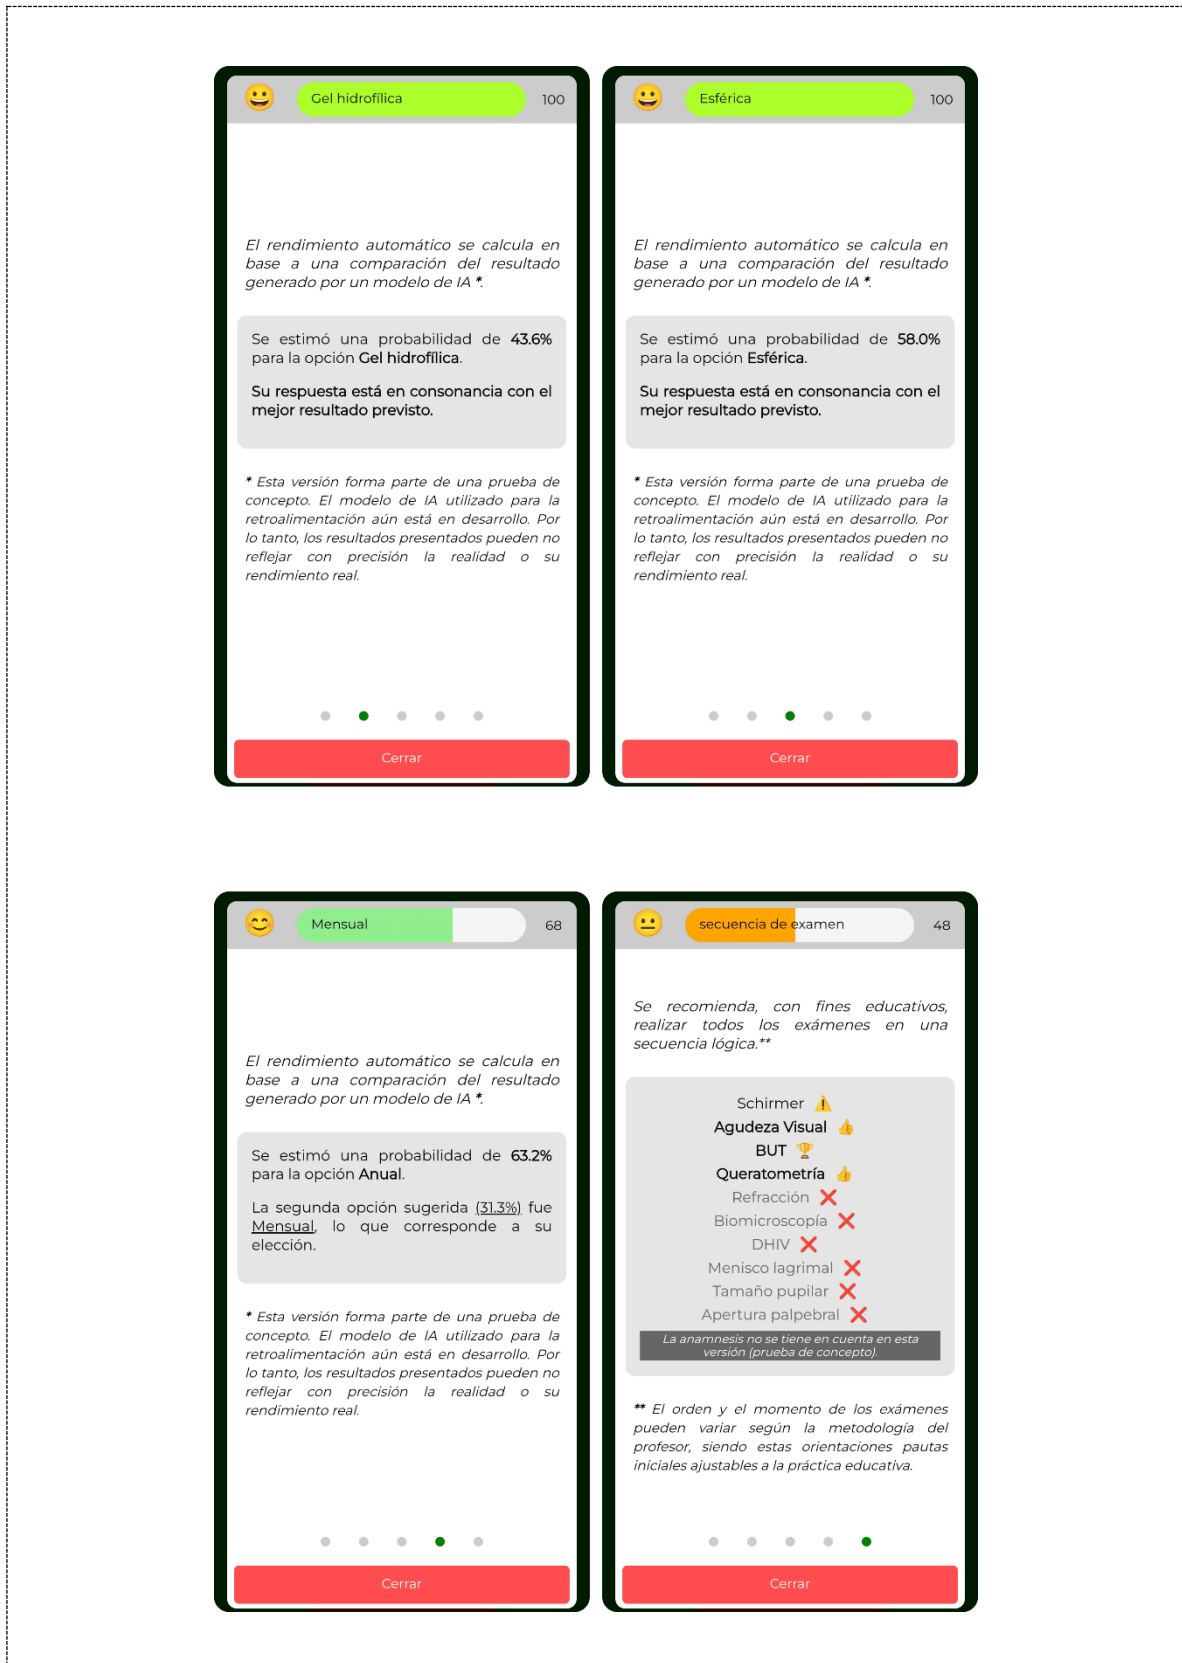 Gel hidrofílica 100
El rendimiento automático se calcula en
base a una comparación del resultado
generado por un modelo de IA *.
Se estimó una probabilidad de 43.6%
para la opción Gel hidrofílica.
Su respuesta está en consonancia con el
mejor resultado previsto.
* Esta versión forma parte de una prueba de
concepto. El modelo de IA utilizado para la
retroalimentación aún está en desarrollo. Por
lo tanto, los resultados presentados pueden no
reflejar con precisión la realidad o su
rendimiento real.
Cerrar
Esférica 100
El rendimiento automático se calcula en
base a una comparación del resultado
generado por un modelo de IA *.
Se estimó una probabilidad de 58.0%
para la opción Esférica.
Su respuesta está en consonancia con el
mejor resultado previsto.
* Esta versión forma parte de una prueba de
concepto. El modelo de IA utilizado para la
retroalimentación aún está en desarrollo. Por
lo tanto, los resultados presentados pueden no
reflejar con precisión la realidad o su
rendimiento real.
Cerrar
Mensual 68
El rendimiento automático se calcula en
base a una comparación del resultado
generado por un modelo de IA *.
Se estimó una probabilidad de 63.2%
para la opción Anual.
La segunda opción sugerida (31.3%) fue
Mensual, lo que corresponde a su
elección.
* Esta versión forma parte de una prueba de
concepto. El modelo de IA utilizado para la
retroalimentación aún está en desarrollo. Por
lo tanto, los resultados presentados pueden no
reflejar con precisión la realidad o su
rendimiento real.
Cerrar
secuencia de examen 48
Se recomienda, con fines educativos,
realizar todos los exámenes en una
secuencia lógica.**
Schirmer
Agudeza Visual
BUT
Queratometría
Refracción
Biomicroscopía
DHIV
Menisco lagrimal
Tamaño pupilar
Apertura palpebral
La anamnesis no se tiene en cuenta en esta
versión (prueba de concepto).
** El orden y el momento de los exámenes
pueden variar según la metodología del
profesor, siendo estas orientaciones pautas
iniciales ajustables a la práctica educativa.
Cerrar